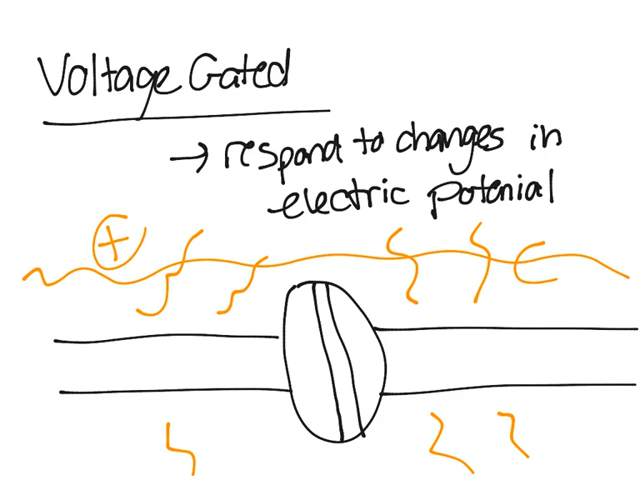 Voltage Gated
→ respond to changes in
electric potenial
+